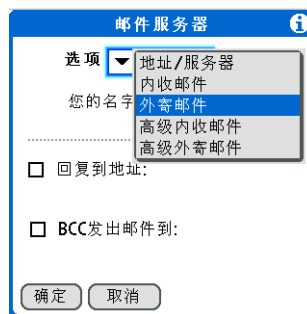 邮件服务器
选项
地址/服务器
内收邮件
外寄邮件
高级内收邮件
高级外寄邮件
您的名字
回复到地址:
BCC发出邮件到:
确定
取消